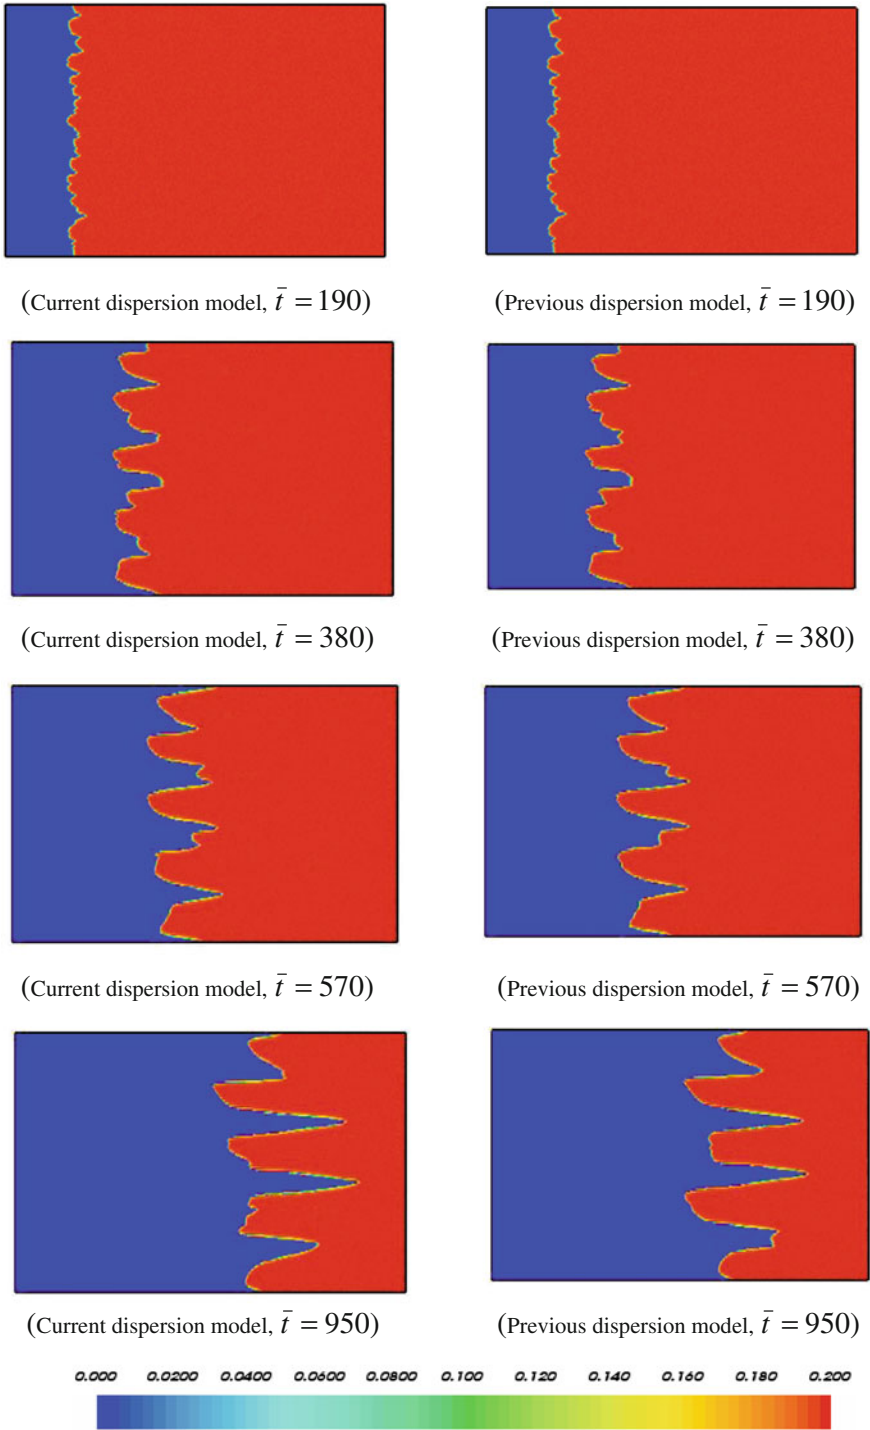 (Current dispersion model, t̄ = 190) (Previous dispersion model, t̄ = 190)
(Current dispersion model, t̄ = 380) (Previous dispersion model, t̄ = 380)
(Current dispersion model, t̄ = 570) (Previous dispersion model, t̄ = 570)
(Current dispersion model, t̄ = 950) (Previous dispersion model, t̄ = 950)
0.000 0.0200 0.0400 0.0600 0.0800 0.100 0.120 0.140 0.160 0.180 0.200